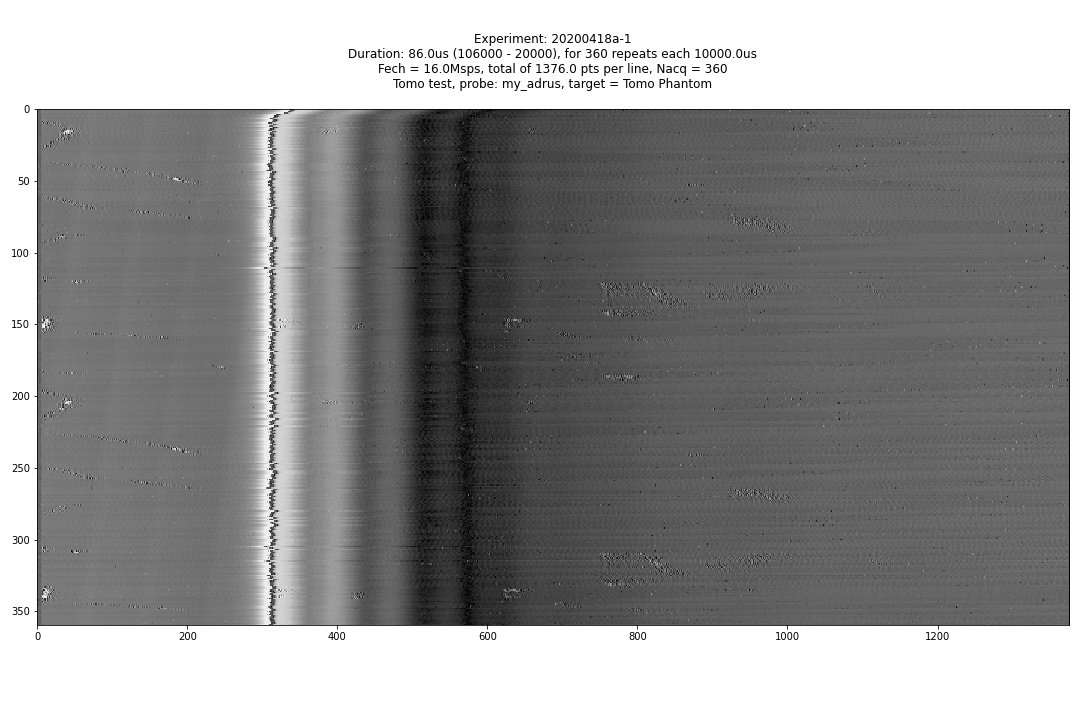 Experiment: 20200418a-1
Duration: 86.0us (106000 - 20000), for 360 repeats each 10000.0us
Fech = 16.0Msps, total of 1376.0 pts per line, Nacq = 360
Tomo test, probe: my_adrus, target = Tomo Phantom
0
50
100
150
200
250
300
350
0 200 400 600 800 1000 1200